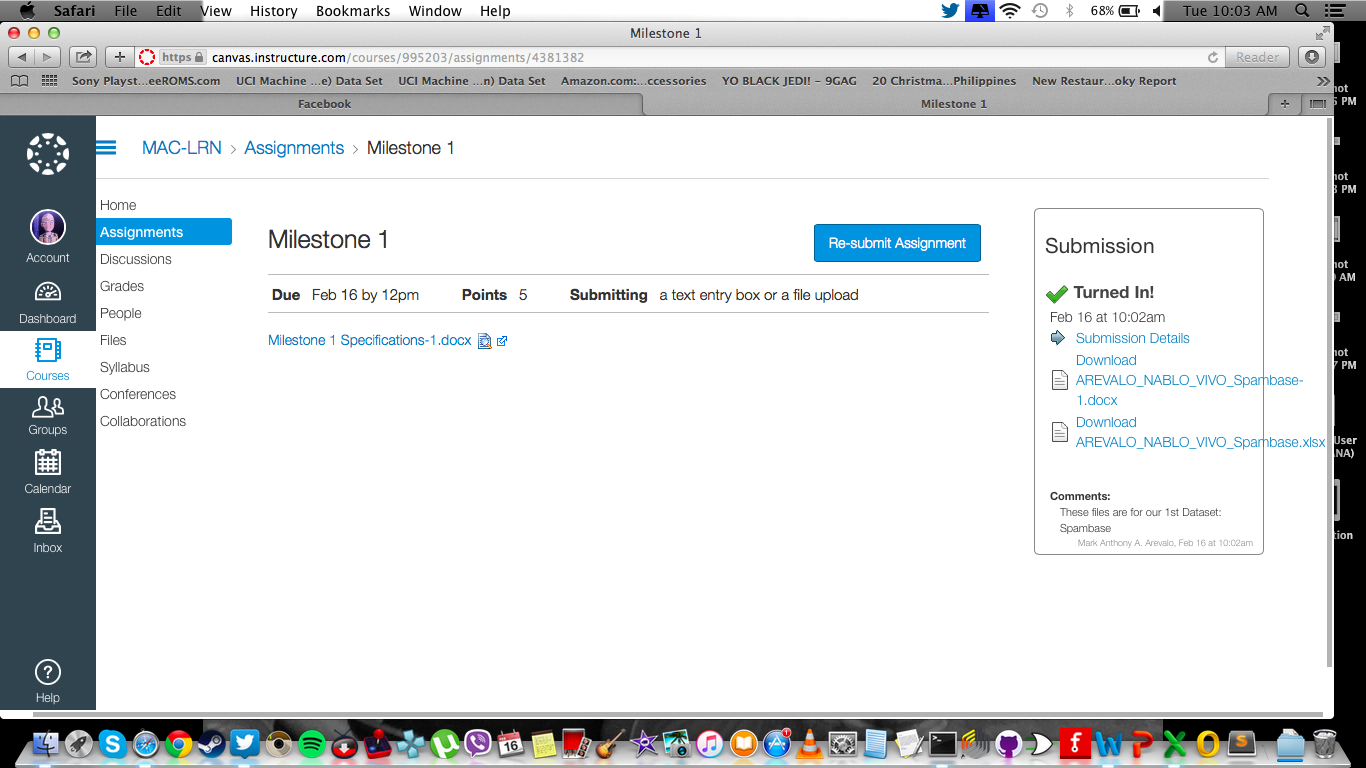 Safari File Edit View History Bookmarks Window Help 68% Tue 10:03 AM
Milestone 1
https canvas.instructure.com/courses/995203/assignments/4381382 Reader
Sony Playst...eeROMS.com UCI Machine ...e) Data Set UCI Machine ...n) Data Set Amazon.com:...ccessories YO BLACK JEDI! - 9GAG 20 Christma...Philippines New Restaur...oky Report
Facebook Milestone 1
MAC-LRN > Assignments > Milestone 1
Account
Dashboard
Courses
Groups
Calendar
Inbox
Help
Home
Assignments
Discussions
Grades
People
Files
Syllabus
Conferences
Collaborations
Milestone 1
Re-submit Assignment
Due Feb 16 by 12pm Points 5 Submitting a text entry box or a file upload
Milestone 1 Specifications-1.docx
Submission
Turned In!
Feb 16 at 10:02am
Submission Details
Download
AREVALO_NABLO_VIVO_Spambase-
1.docx
Download
AREVALO_NABLO_VIVO_Spambase.xlsx
Comments:
These files are for our 1st Dataset:
Spambase
Mark Anthony A. Arevalo, Feb 16 at 10:02am